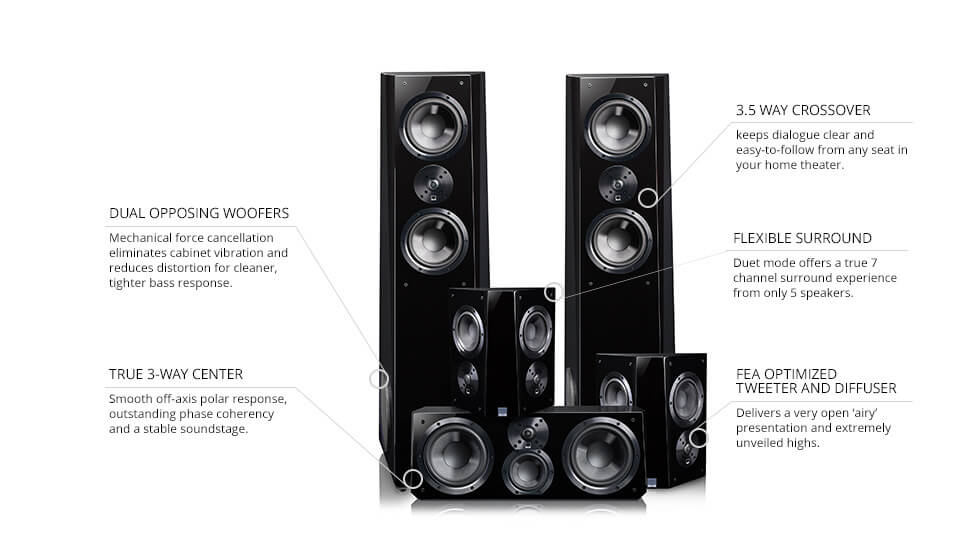 DUAL OPPOSING WOOFERS
Mechanical force cancellation
eliminates cabinet vibration and
reduces distortion for cleaner,
tighter bass response.
TRUE 3-WAY CENTER
Smooth off-axis polar response,
outstanding phase coherency
and a stable soundstage.
3.5 WAY CROSSOVER
keeps dialogue clear and
easy-to-follow from any seat in
your home theater.
FLEXIBLE SURROUND
Duet mode offers a true 7
channel surround experience
from only 5 speakers.
FEA OPTIMIZED
TWEETER AND DIFFUSER
Delivers a very open ‘airy’
presentation and extremely
unveiled highs.